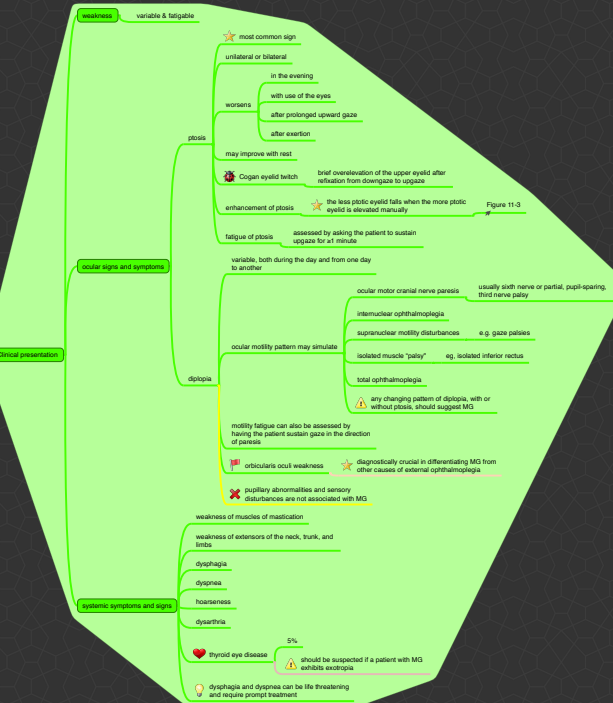 weakness
variable & fatigable
most common sign
unilateral or bilateral
in the evening
with use of the eyes
worsens
after prolonged upward gaze
after exertion
ptosis
may improve with rest
Cogan eyelid twitch
brief overelevation of the upper eyelid after
refixation from downgaze to upgaze
enhancement of ptosis
the less ptotic eyelid falls when the more ptotic
eyelid is elevated manually
Figure 11-3
fatigue of ptosis
assessed by asking the patient to sustain
upgaze for ≥1 minute
ocular signs and symptoms
variable, both during the day and from one day
to another
ocular motor cranial nerve paresis
usually sixth nerve or partial, pupil-sparing,
third nerve palsy
internuclear ophthalmoplegia
supranuclear motility disturbances
e.g. gaze palsies
ocular motility pattern may simulate
isolated muscle "palsy"
eg, isolated inferior rectus
total ophthalmoplegia
any changing pattern of diplopia, with or
without ptosis, should suggest MG
Clinical presentation
diplopia
motility fatigue can also be assessed by
having the patient sustain gaze in the direction
of paresis
orbicularis oculi weakness
diagnostically crucial in differentiating MG from
other causes of external ophthalmoplegia
pupillary abnormalities and sensory
disturbances are not associated with MG
weakness of muscles of mastication
weakness of extensors of the neck, trunk, and
limbs
dysphagia
dyspnea
systemic symptoms and signs
hoarseness
dysarthria
thyroid eye disease
5%
should be suspected if a patient with MG
exhibits exotropia
dysphagia and dyspnea can be life threatening
and require prompt treatment